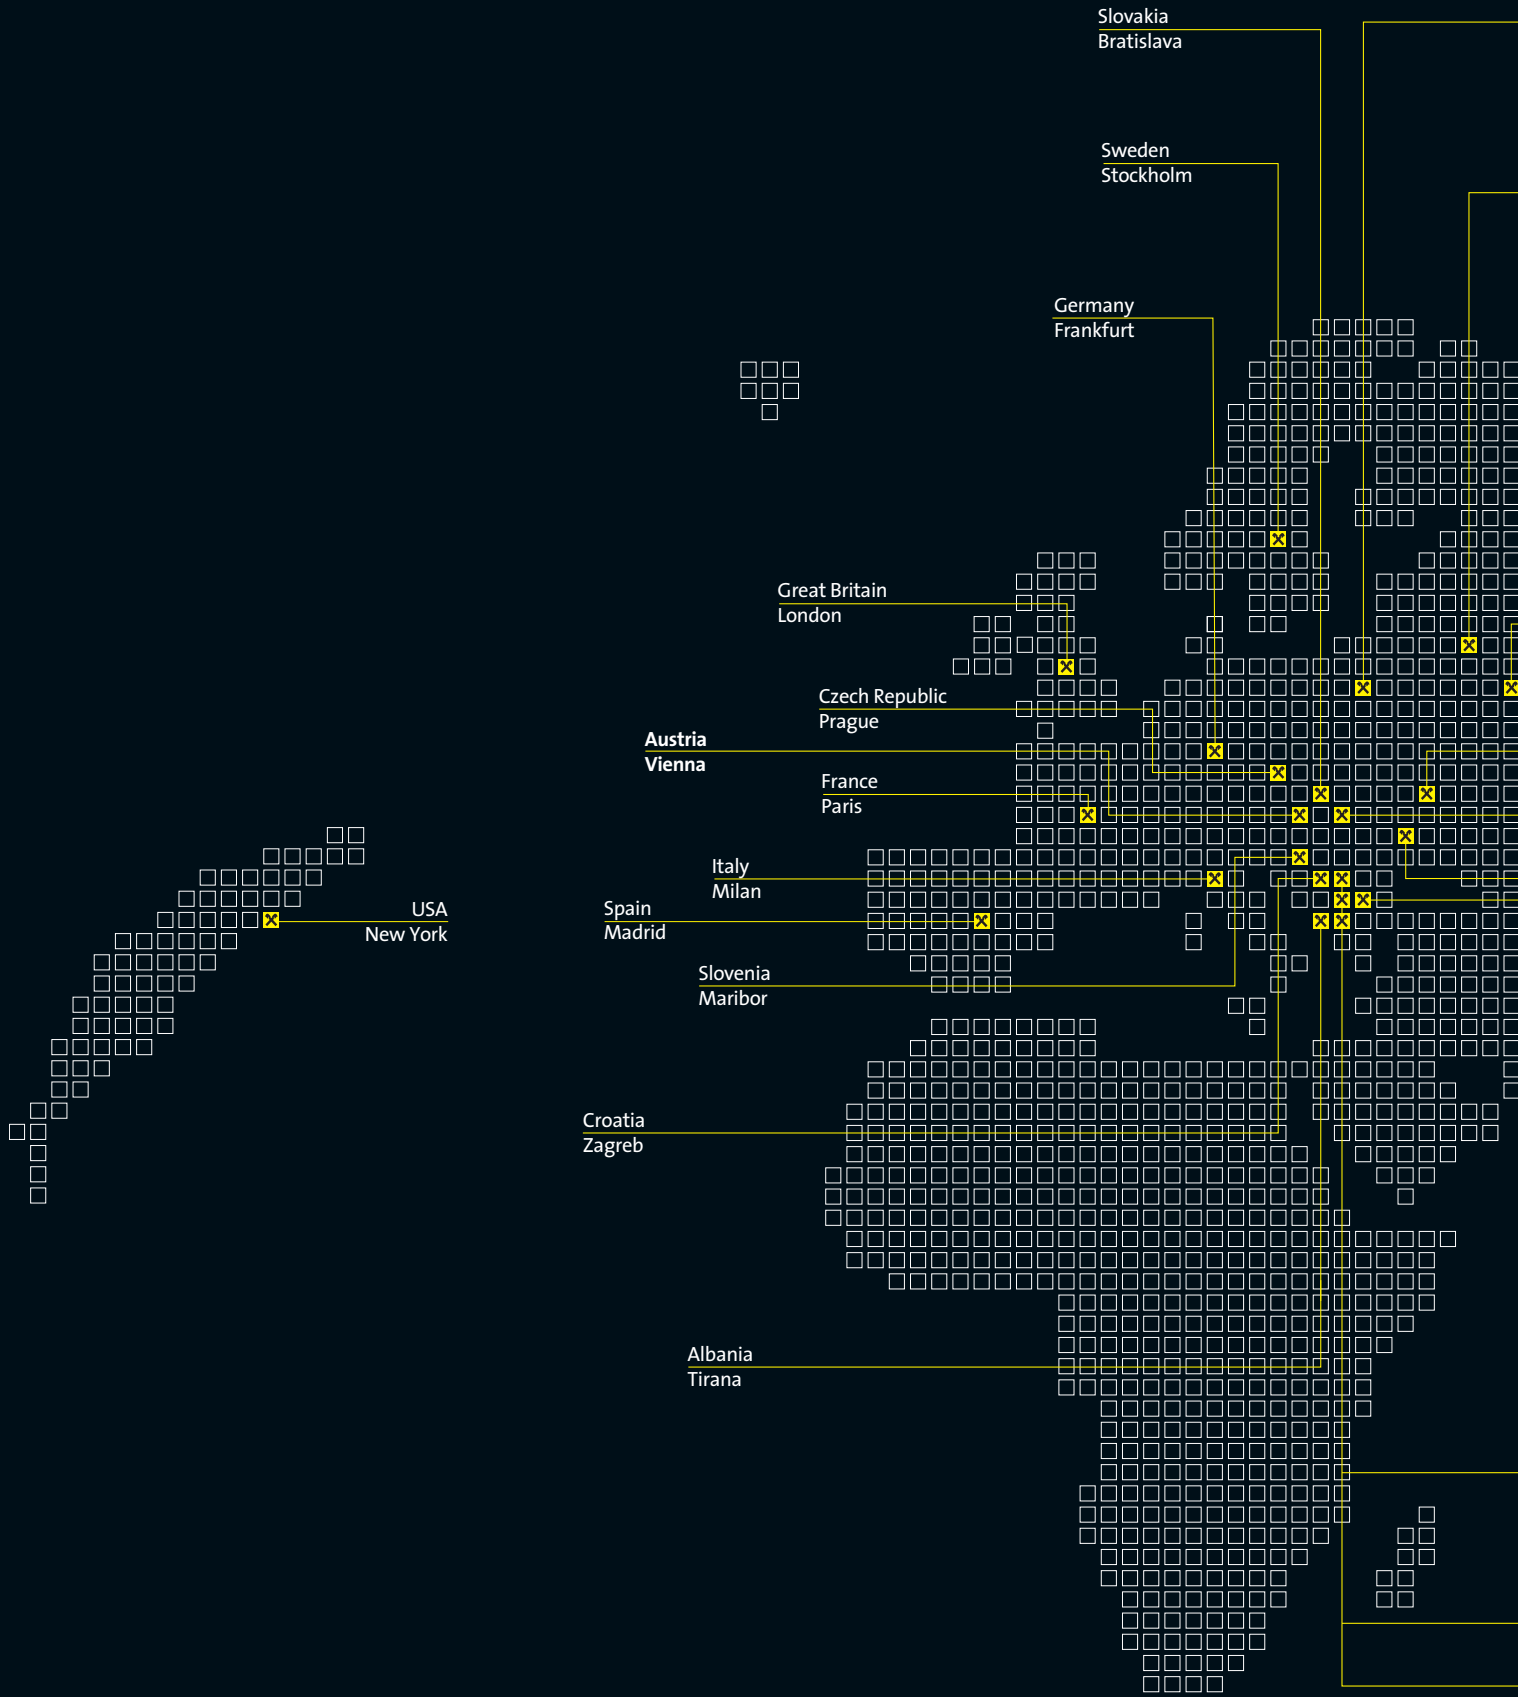 Slovakia
Bratislava
Sweden
Stockholm
Germany
Frankfurt
Great Britain
London
Czech Republic
Prague
Austria
Vienna
France
Paris
Italy
Milan
USA
New York
Spain
Madrid
Slovenia
Maribor
Croatia
Zagreb
Albania
Tirana